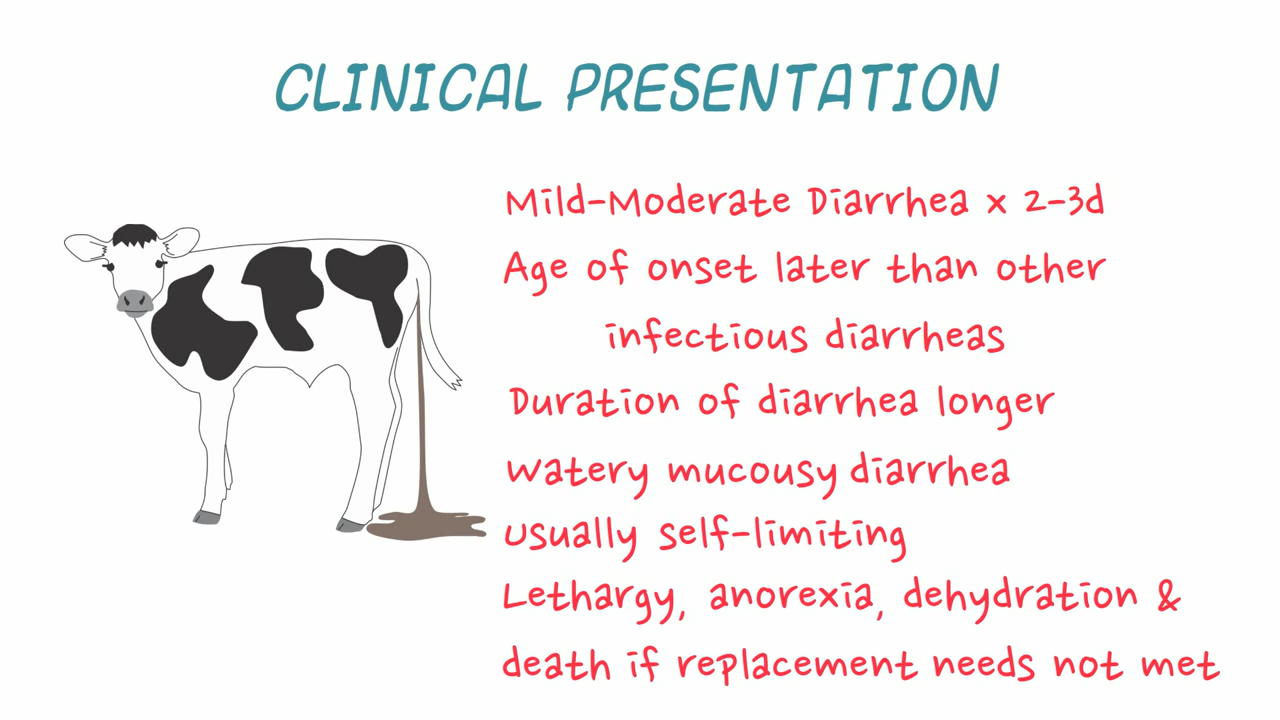 CLINICAL PRESENTATION
Mild-Moderate Diarrhea x 2-3d
Age of onset later than other
infectious diarrheas
Duration of diarrhea longer
Watery mucousy diarrhea
Usually self-limiting
Lethargy, anorexia, dehydration &
death if replacement needs not met